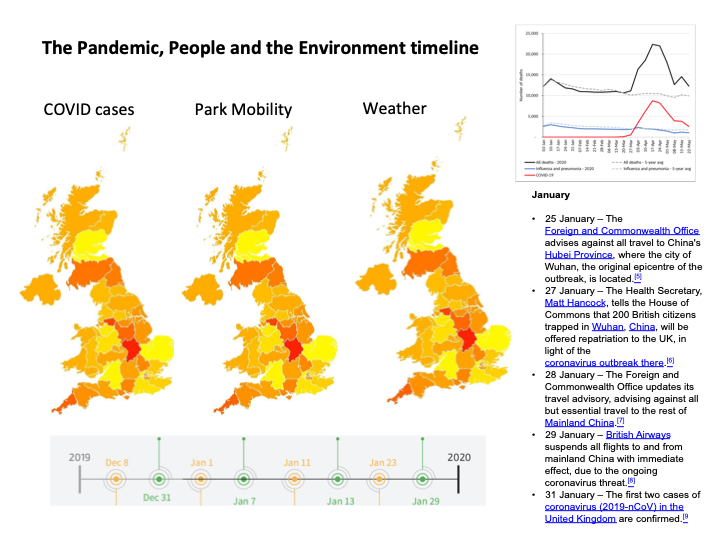 The Pandemic, People and the Environment timeline
COVID cases
Park Mobility
Weather
25,000
20,000
15,000
10,000
5,000
Number of deaths
All deaths - 2020
All deaths - 5-year avg
Influenza and pneumonia - 2020
Influenza and pneumonia - 5-year avg
COVID-19
January
• 25 January – The
Foreign and Commonwealth Office
advises against all travel to China's
Hubei Province, where the city of
Wuhan, the original epicentre of the
outbreak, is located.[5]
• 27 January – The Health Secretary,
Matt Hancock, tells the House of
Commons that 200 British citizens
trapped in Wuhan, China, will be
offered repatriation to the UK, in
light of the
coronavirus outbreak there.[6]
• 28 January – The Foreign and
Commonwealth Office updates its
travel advisory, advising against all
but essential travel to the rest of
Mainland China.[7]
• 29 January – British Airways
suspends all flights to and from
mainland China with immediate
effect, due to the ongoing
coronavirus threat.[8]
• 31 January – The first two cases of
coronavirus (2019-nCoV) in the
United Kingdom are confirmed.[9
2019
Dec 8
Dec 31
Jan 1
Jan 7
Jan 11
Jan 13
Jan 23
Jan 29
2020